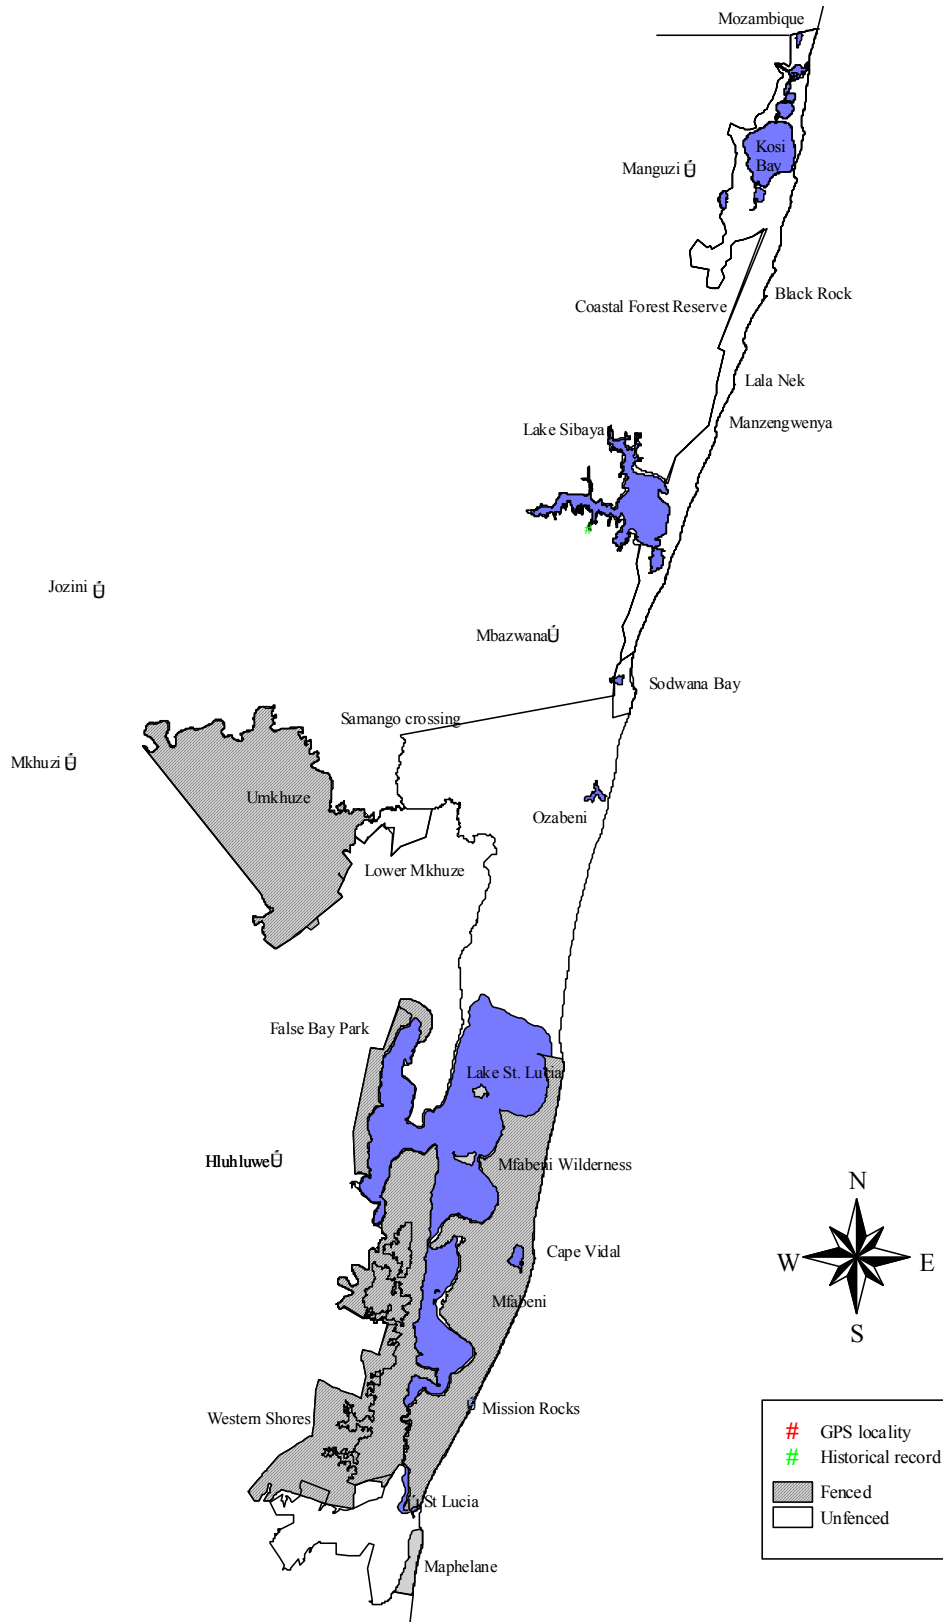 Mozambique
Kosi
Bay
Manguzi
Black Rock
Coastal Forest Reserve
Lala Nek
Manzengwenya
Lake Sibaya
#
Jozini
Mbazwana
Sodwana Bay
Samango crossing
Mkhuzi
Umkhuze
Ozabeni
Lower Mkhuze
False Bay Park
Lake St. Lucia
Hluhluwe
Mfabeni Wilderness
N
Cape Vidal
W
E
Mfabeni
S
Mission Rocks
Western Shores
# GPS locality
# Historical record
Fenced
Unfenced
St Lucia
Maphelane